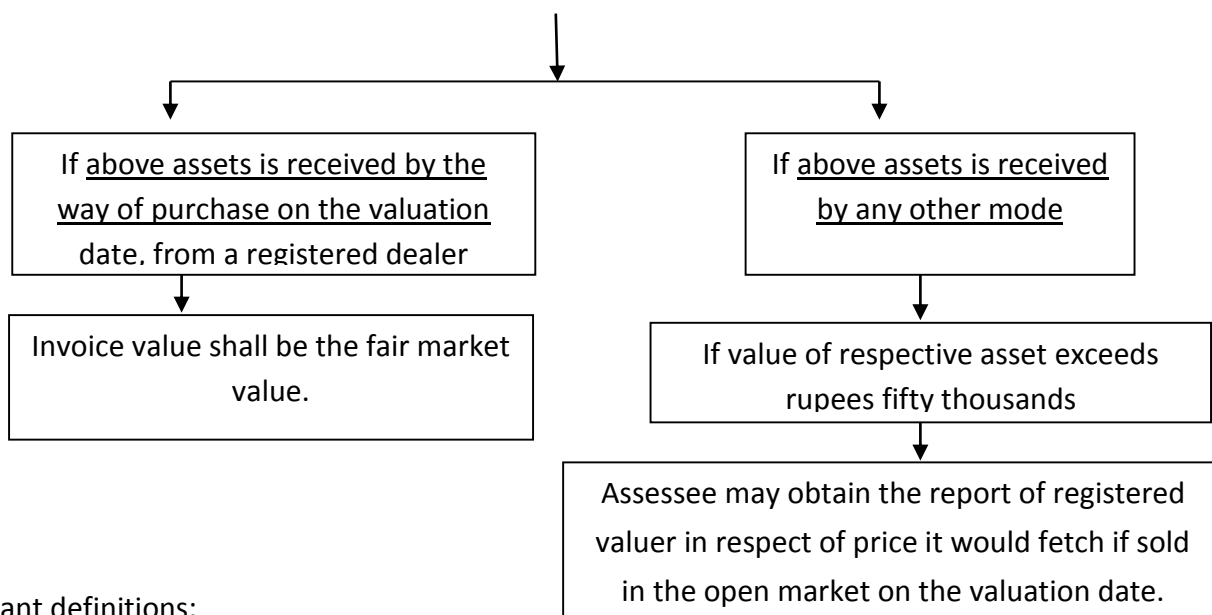 If above assets is received by the
way of purchase on the valuation
date, from a registered dealer
If above assets is received
by any other mode
Invoice value shall be the fair market
value.
If value of respective asset exceeds
rupees fifty thousands
Assessee may obtain the report of registered
valuer in respect of price it would fetch if sold
in the open market on the valuation date.
ant definitions: